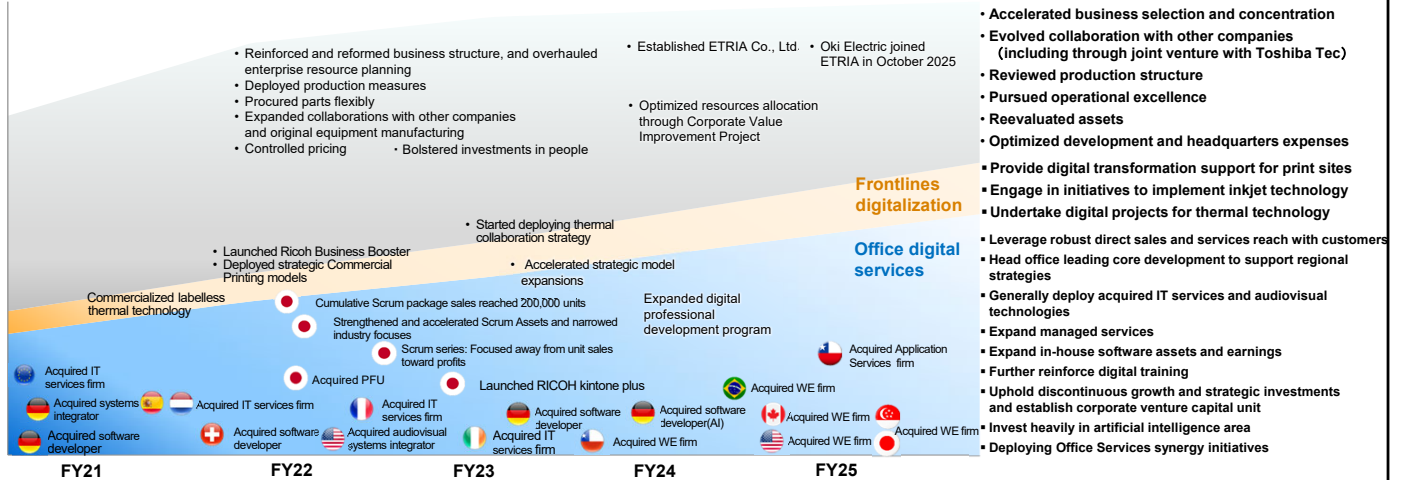 • Reinforced and reformed business structure, and overhauled
enterprise resource planning
• Deployed production measures
• Procured parts flexibly
• Expanded collaborations with other companies
and original equipment manufacturing
• Controlled pricing
・Bolstered investments in people
• Established ETRIA Co., Ltd.
• Oki Electric joined
ETRIA in October 2025
• Optimized resources allocation
through Corporate Value
Improvement Project
Frontlines
digitalization
• Started deploying thermal
collaboration strategy
• Launched Ricoh Business Booster
• Deployed strategic Commercial
Printing models
• Accelerated strategic model
expansions
Commercialized labelless
thermal technology
Office digital
services
Cumulative Scrum package sales reached 200,000 units
Strengthened and accelerated Scrum Assets and narrowed
industry focuses
Scrum series: Focused away from unit sales
toward profits
Expanded digital
professional
development program
Acquired Application
Services firm
Acquired IT
services firm
Acquired PFU
Launched RICOH kintone plus
Acquired WE firm
Acquired systems
integrator
Acquired IT services firm
Acquired IT
services firm
Acquired software
developer
Acquired software
developer(AI)
Acquired WE firm
Acquired software
developer
Acquired software
developer
Acquired audiovisual
systems integrator
Acquired IT
services firm
Acquired WE firm
Acquired WE firm
Acquired WE firm
FY21
FY22
FY23
FY24
FY25
• Accelerated business selection and concentration
• Evolved collaboration with other companies
（including through joint venture with Toshiba Tec）
• Reviewed production structure
• Pursued operational excellence
• Reevaluated assets
• Optimized development and headquarters expenses
▪ Provide digital transformation support for print sites
▪ Engage in initiatives to implement inkjet technology
▪ Undertake digital projects for thermal technology
▪ Leverage robust direct sales and services reach with customers
▪ Head office leading core development to support regional
strategies
▪ Generally deploy acquired IT services and audiovisual
technologies
▪ Expand managed services
▪ Expand in-house software assets and earnings
▪ Further reinforce digital training
▪ Uphold discontinuous growth and strategic investments
and establish corporate venture capital unit
▪ Invest heavily in artificial intelligence area
▪ Deploying Office Services synergy initiatives